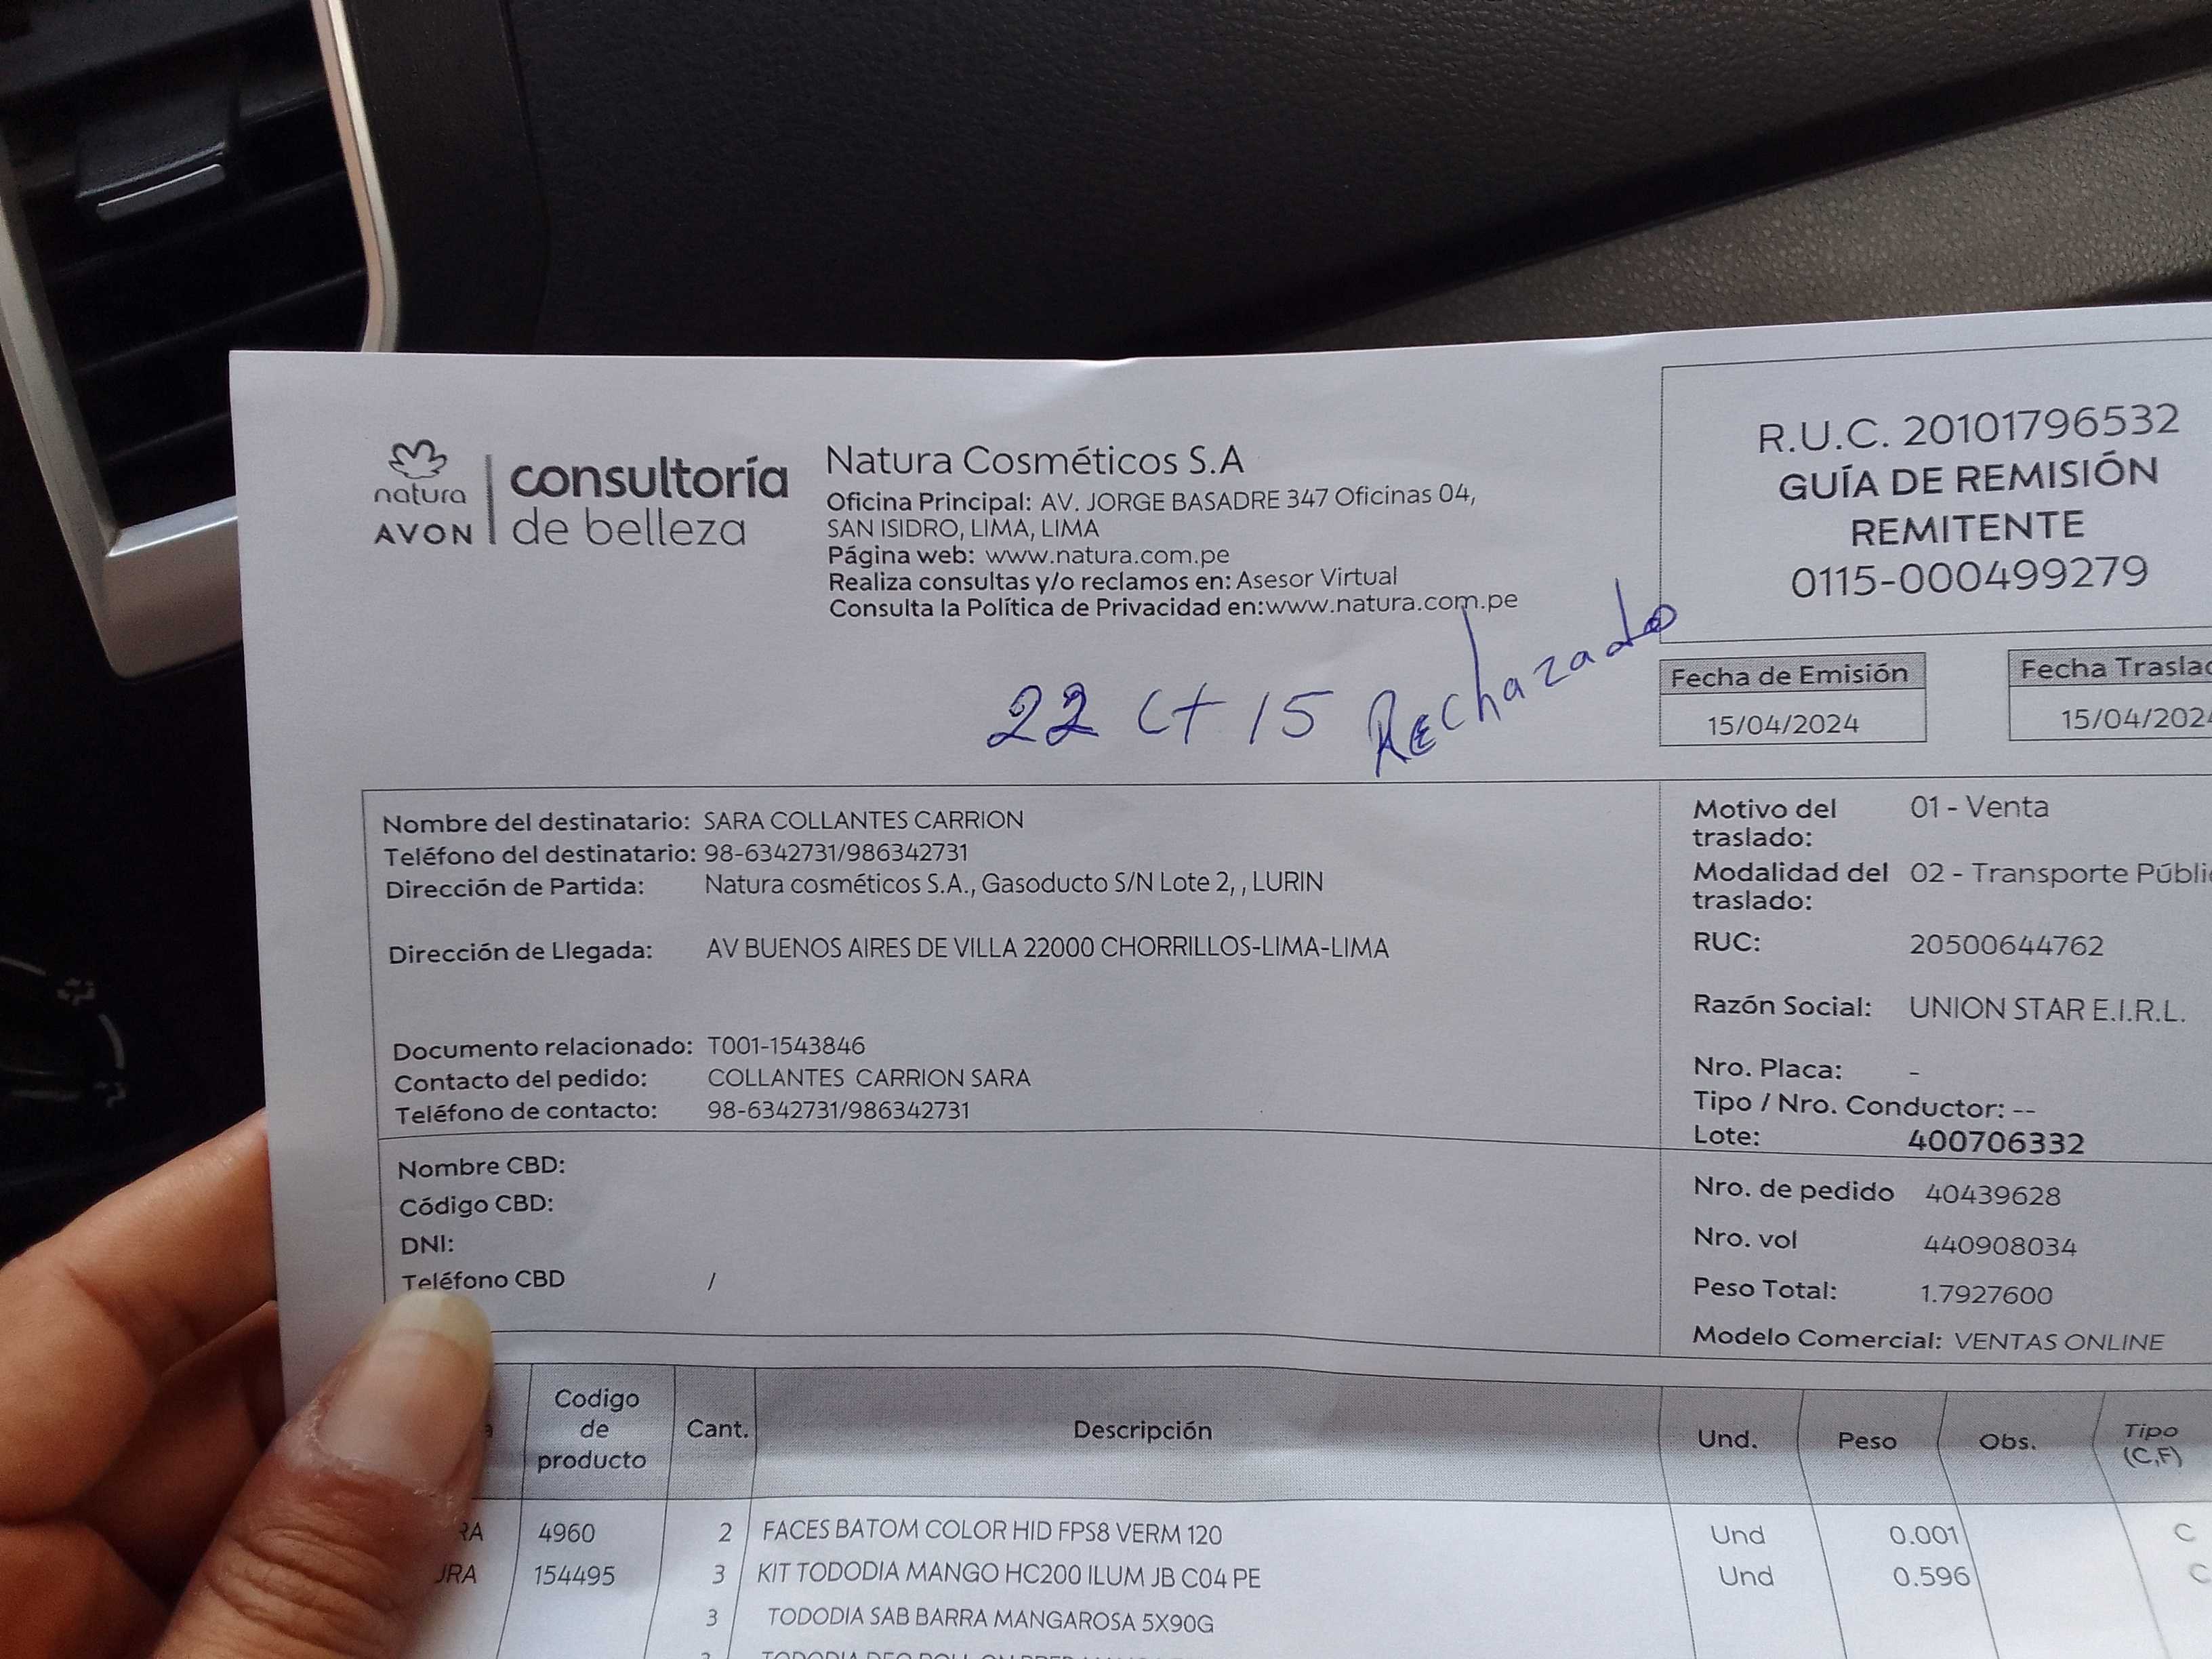 natura
AVON
consultoría
de belleza
Natura Cosméticos S.A
Oficina Principal: AV. JORGE BASADRE 347 Oficinas 04,
SAN ISIDRO, LIMA, LIMA
Página web: www.natura.com.pe
Realiza consultas y/o reclamos en: Asesor Virtual
Consulta la Política de Privacidad en:www.natura.com.pe
R.U.C. 20101796532
GUÍA DE REMISIÓN
REMITENTE
0115-000499279
22 Ct 15 Rechazado
Fecha de Emisión
15/04/2024
Fecha Traslad
15/04/2024
Nombre del destinatario: SARA COLLANTES CARRION
Teléfono del destinatario: 98-6342731/986342731
Dirección de Partida: Natura cosméticos S.A., Gasoducto S/N Lote 2, , LURIN
Dirección de Llegada: AV BUENOS AIRES DE VILLA 22000 CHORRILLOS-LIMA-LIMA
Documento relacionado: T001-1543846
Contacto del pedido: COLLANTES CARRION SARA
Teléfono de contacto: 98-6342731/986342731
Motivo del traslado: 01 - Venta
Modalidad del traslado: 02 - Transporte Públic
RUC: 20500644762
Razón Social: UNION STAR E.I.R.L.
Nro. Placa: -
Tipo / Nro. Conductor: --
Lote: 400706332
Nombre CBD:
Código CBD:
DNI:
Teléfono CBD /
Nro. de pedido 40439628
Nro. vol 440908034
Peso Total: 1.7927600
Modelo Comercial: VENTAS ONLINE
Codigo de producto Cant. Descripción Und. Peso Obs. Tipo (C,F)
RA 4960 2 FACES BATOM COLOR HID FPS8 VERM 120 Und 0.001 C
URA 154495 3 KIT TODODIA MANGO HC200 ILUM JB C04 PE Und 0.596 C
3 TODODIA SAB BARRA MANGAROSA 5X90G